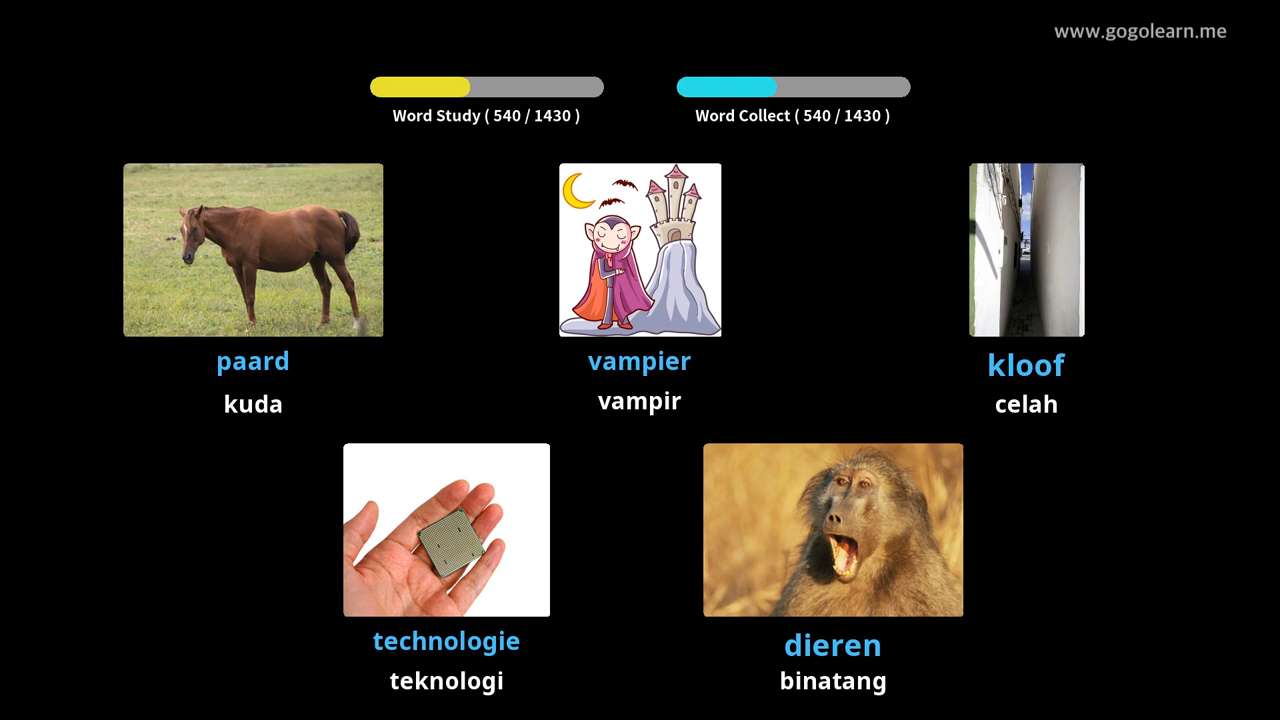 www.gogolearn.me
Word Study ( 540 / 1430 )
Word Collect ( 540 / 1430 )
paard
kuda
vampier
vampir
kloof
celah
technologie
teknologi
dieren
binatang